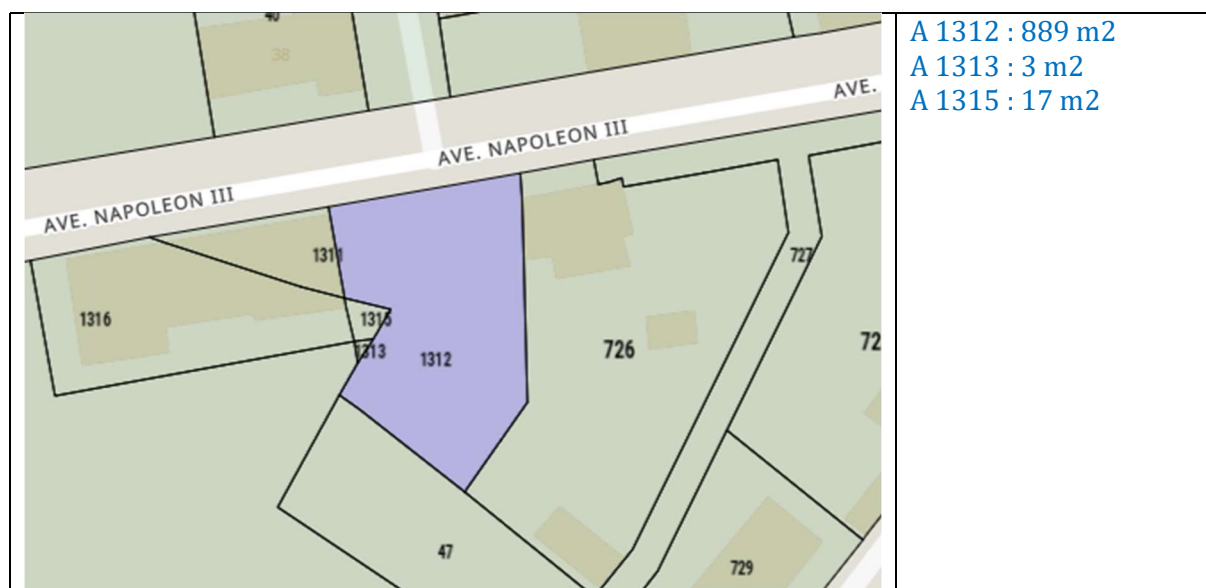 40
38
AVE.
AVE. NAPOLEON III
AVE. NAPOLEON III
1311
727
1316
1315
1313
1312
726
72
47
729
A 1312 : 889 m2
A 1313 : 3 m2
A 1315 : 17 m2